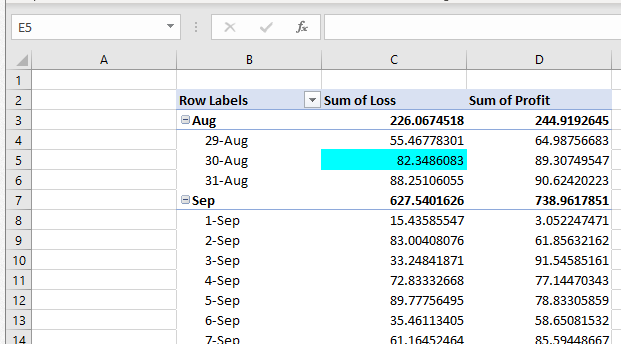 E5 fx
A B C D
1
2 Row Labels Sum of Loss Sum of Profit
3 Aug 226.0674518 244.9192645
4 29-Aug 55.46778301 64.98756683
5 30-Aug 82.3486083 89.30749547
6 31-Aug 88.25106055 90.62420223
7 Sep 627.5401626 738.9617851
8 1-Sep 15.43585547 3.052247471
9 2-Sep 83.00408076 61.85632162
10 3-Sep 33.24841871 91.54585161
11 4-Sep 72.83332668 77.14470343
12 5-Sep 89.77756495 78.83305859
13 6-Sep 35.46113405 58.65081532
14 7-Sep 61.16452464 85.59448667